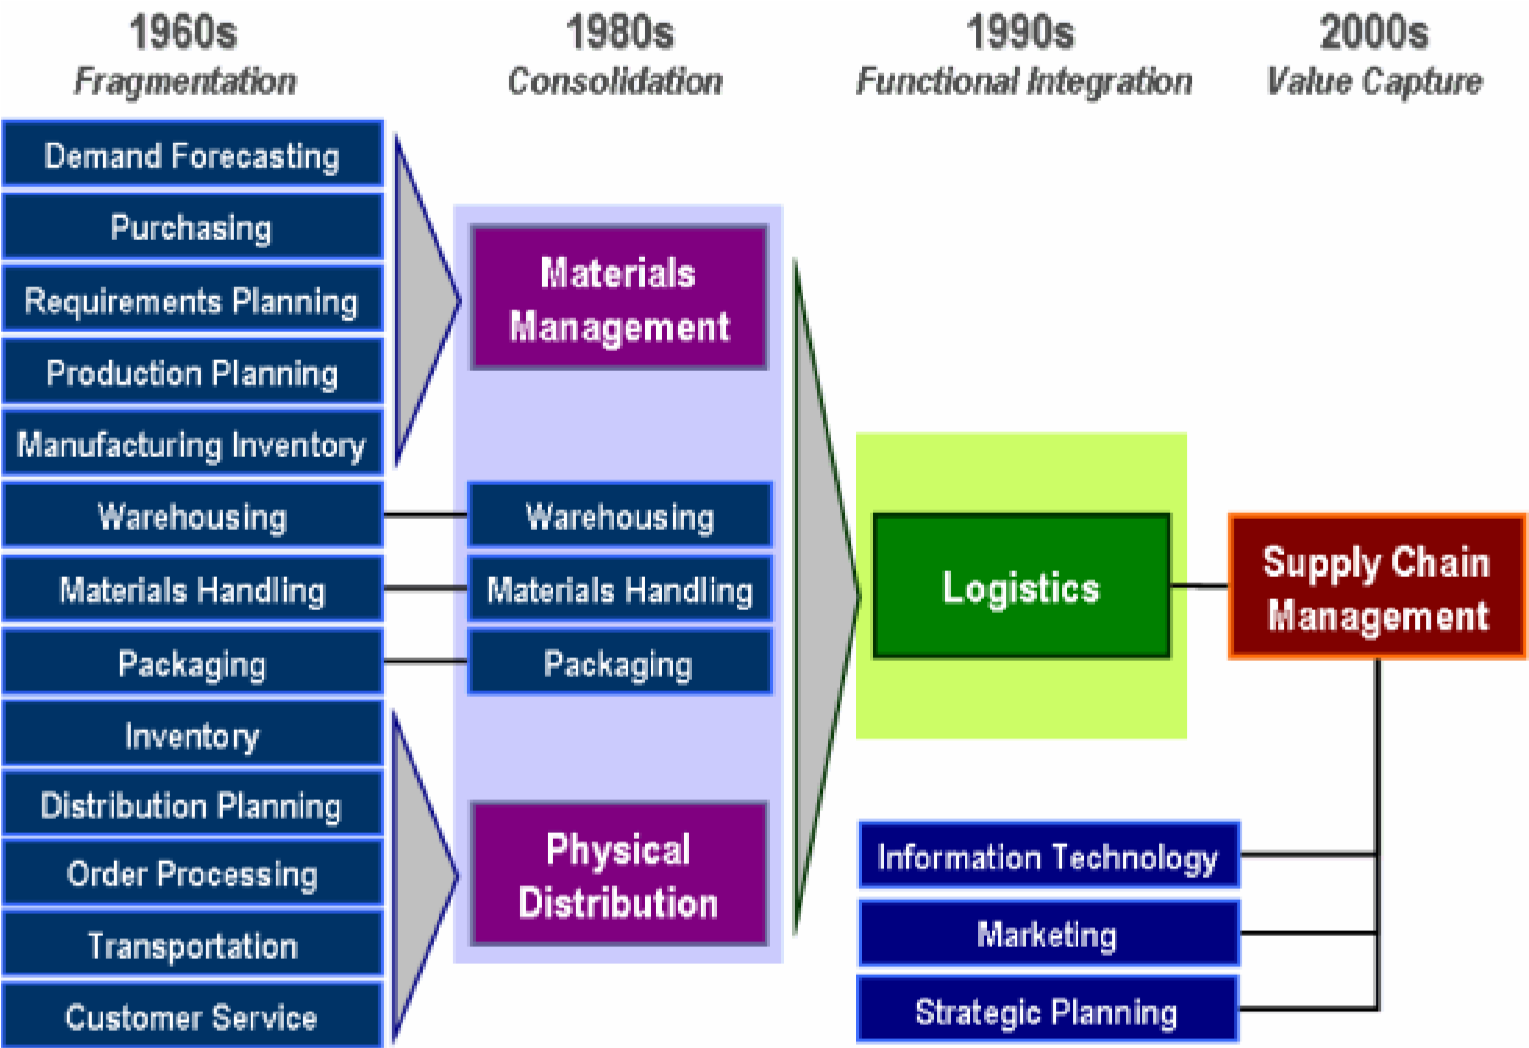 1960s
Fragmentation
1980s
Consolidation
1990s
Functional Integration
2000s
Value Capture
Demand Forecasting
Purchasing
Requirements Planning
Production Planning
Manufacturing Inventory
Warehousing
Materials Handling
Packaging
Inventory
Distribution Planning
Order Processing
Transportation
Customer Service
Materials
Management
Warehousing
Materials Handling
Packaging
Physical
Distribution
Logistics
Information Technology
Marketing
Strategic Planning
Supply Chain
Management